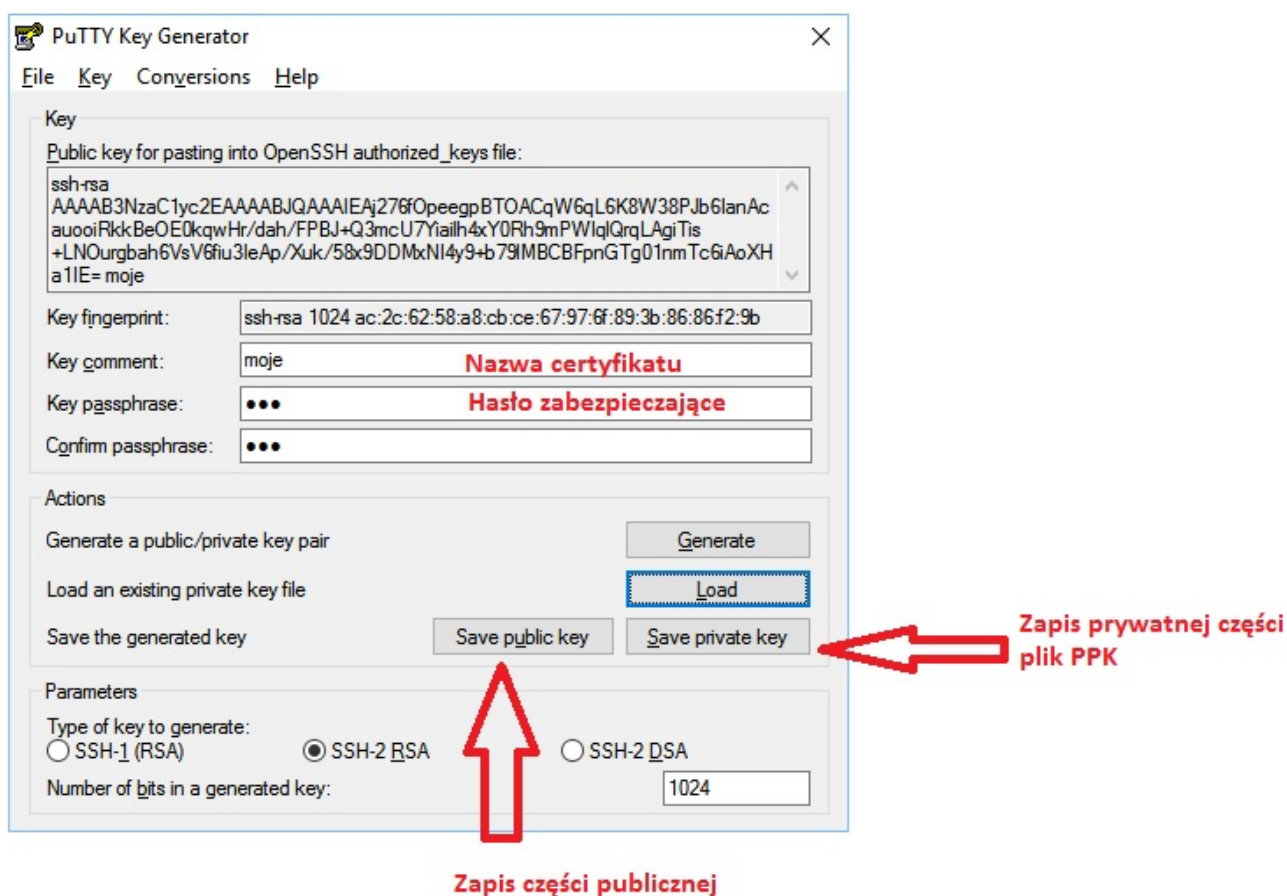 PuTTY Key Generator
File Key Conversions Help
Key
Public key for pasting into OpenSSH authorized_keys file:
ssh-rsa
AAAAB3NzaC1yc2EAAAABJQAAAIEAj276fOpeegpBTOACqW6qL6K8W38PJb6IanAc
auooiRkkBeOE0kqwHr/dah/FPBJ+Q3mcU7Yiailh4xY0Rh9mPWIqlQrqLAgiTis
+LNOurgbah6VsV6fiu3IeAp/Xuk/58x9DDMxNI4y9+b79IMBCBFpnGTg01nmTc6iAoXH
a1IE= moje
Key fingerprint: ssh-rsa 1024 ac:2c:62:58:a8:cb:ce:67:97:6f:89:3b:86:86:f2:9b
Key comment: moje Nazwa certyfikatu
Key passphrase: ●●● Hasło zabezpieczające
Confirm passphrase: ●●●
Actions
Generate a public/private key pair Generate
Load an existing private key file Load
Save the generated key Save public key Save private key
Zapis prywatnej części
plik PPK
Parameters
Type of key to generate:
SSH-1 (RSA) SSH-2 RSA SSH-2 DSA
Number of bits in a generated key: 1024
Zapis części publicznej